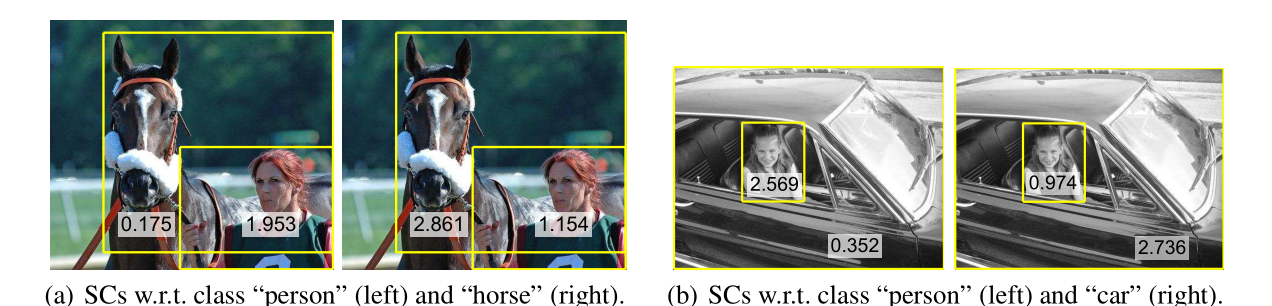 0.175 1.953 2.861 1.154
2.569 0.352 0.974 2.736
(a) SCs w.r.t. class “person” (left) and “horse” (right).
(b) SCs w.r.t. class “person” (left) and “car” (right).